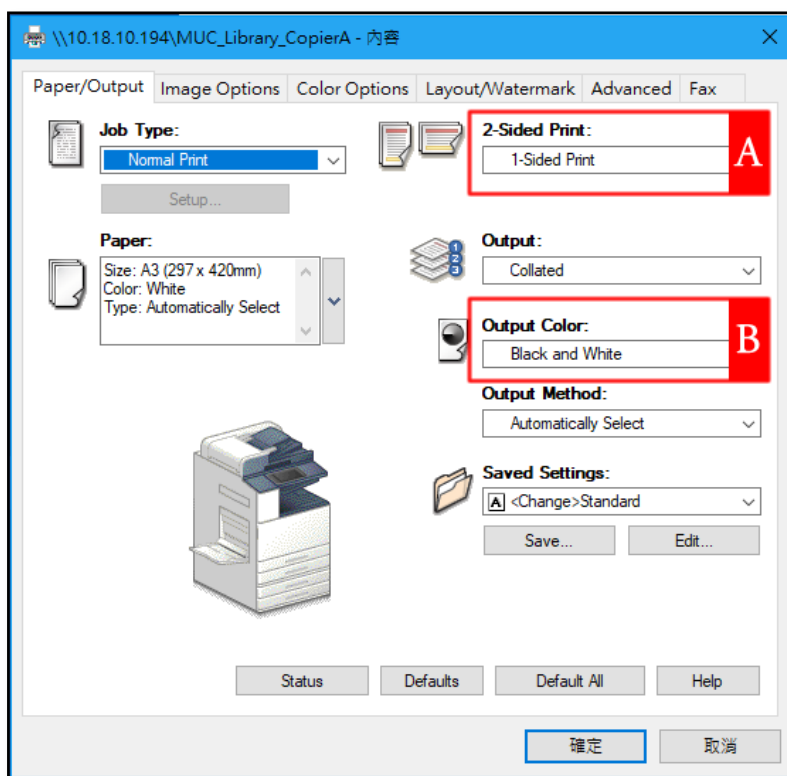 \\10.18.10.194\MUC_Library_CopierA - 內容
Paper/Output Image Options Color Options Layout/Watermark Advanced Fax
Job Type:
Normal Print
Setup...
2-Sided Print:
1-Sided Print
A
Paper:
Size: A3 (297 x 420mm)
Color: White
Type: Automatically Select
Output:
Collated
1
2
3
Output Color:
Black and White
B
Output Method:
Automatically Select
Saved Settings:
A <Change>Standard
Save... Edit...
Status Defaults Default All Help
確定 取消